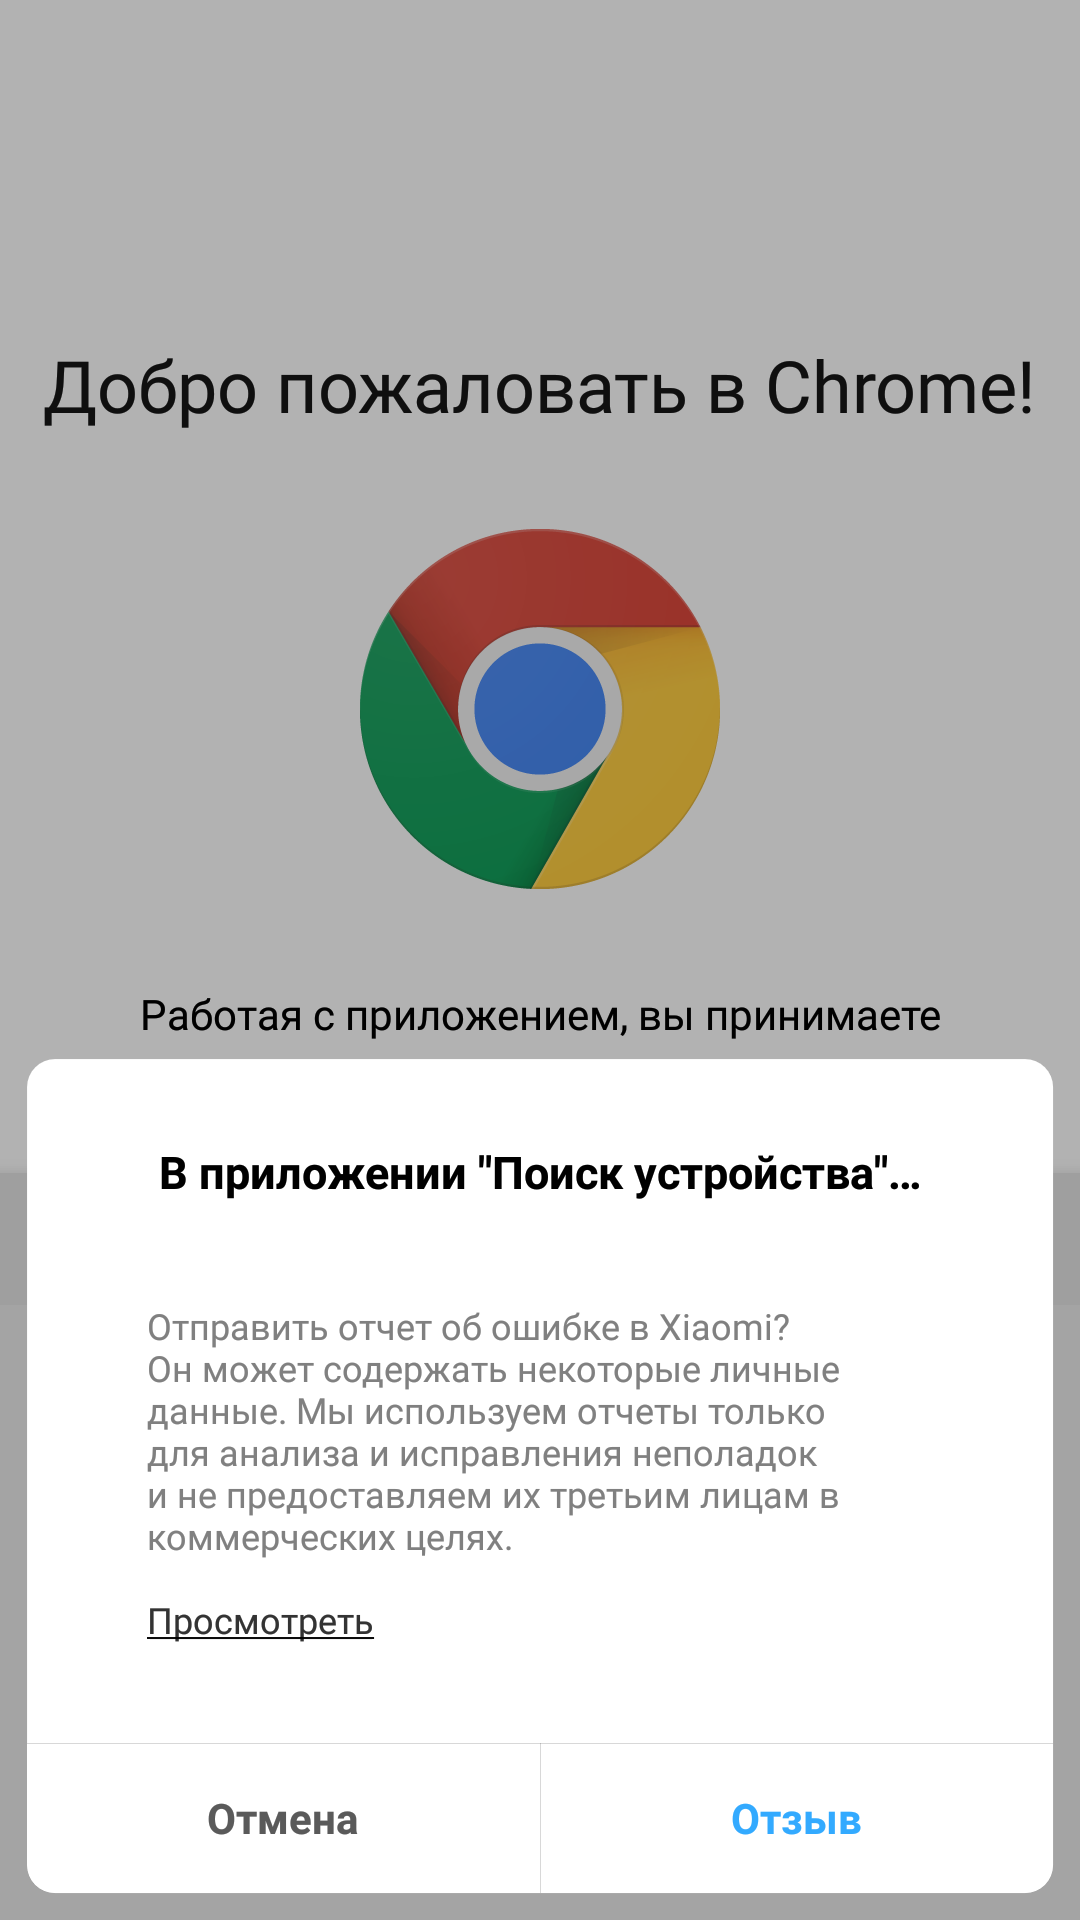 Добро пожаловать в Chrome!
Работая с приложением, вы принимаете
В приложении "Поиск устройства"...
Отправить отчет об ошибке в Xiaomi?
Он может содержать некоторые личные
данные. Мы используем отчеты только
для анализа и исправления неполадок
и не предоставляем их третьим лицам в
коммерческих целях.
Просмотреть
Отмена
Отзыв